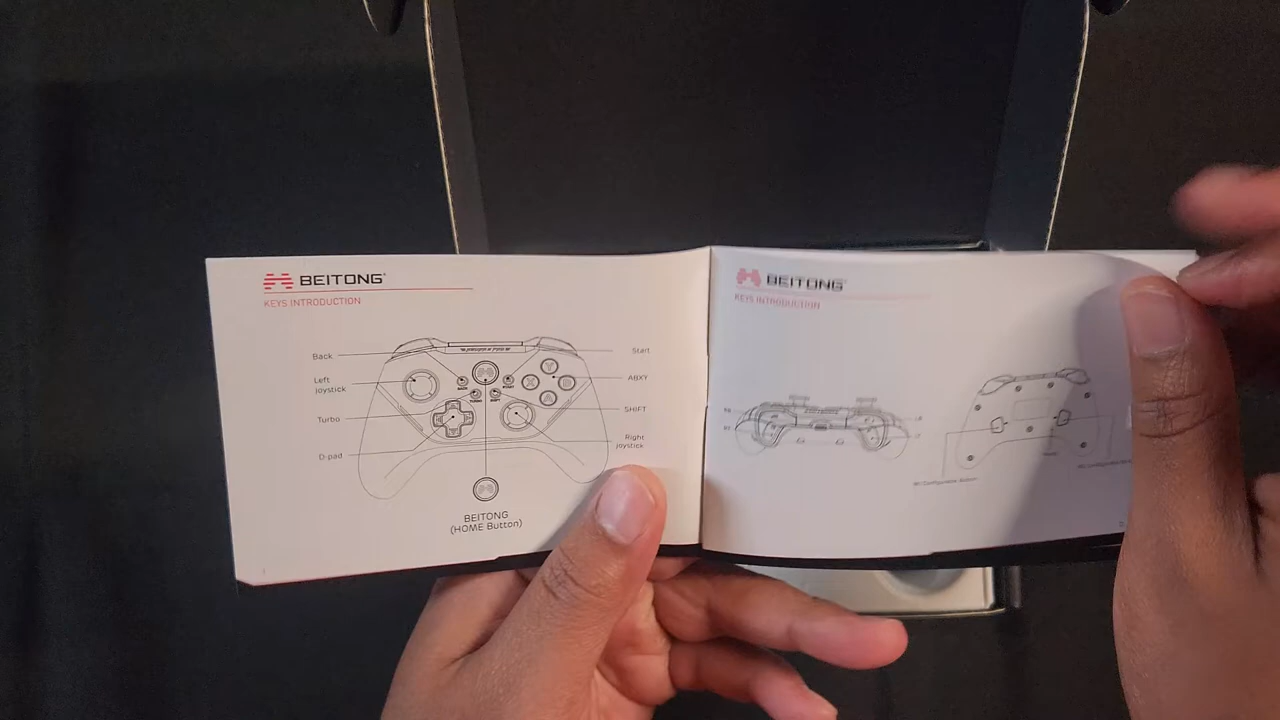 BEITONG
KEYS INTRODUCTION
Back
Left
Joystick
Turbo
D-pad
Start
ABXY
SHIFT
Right
Joystick
Y
X
A
BEITONG
(HOME Button)
BEITONG
KEYS INTRODUCTION